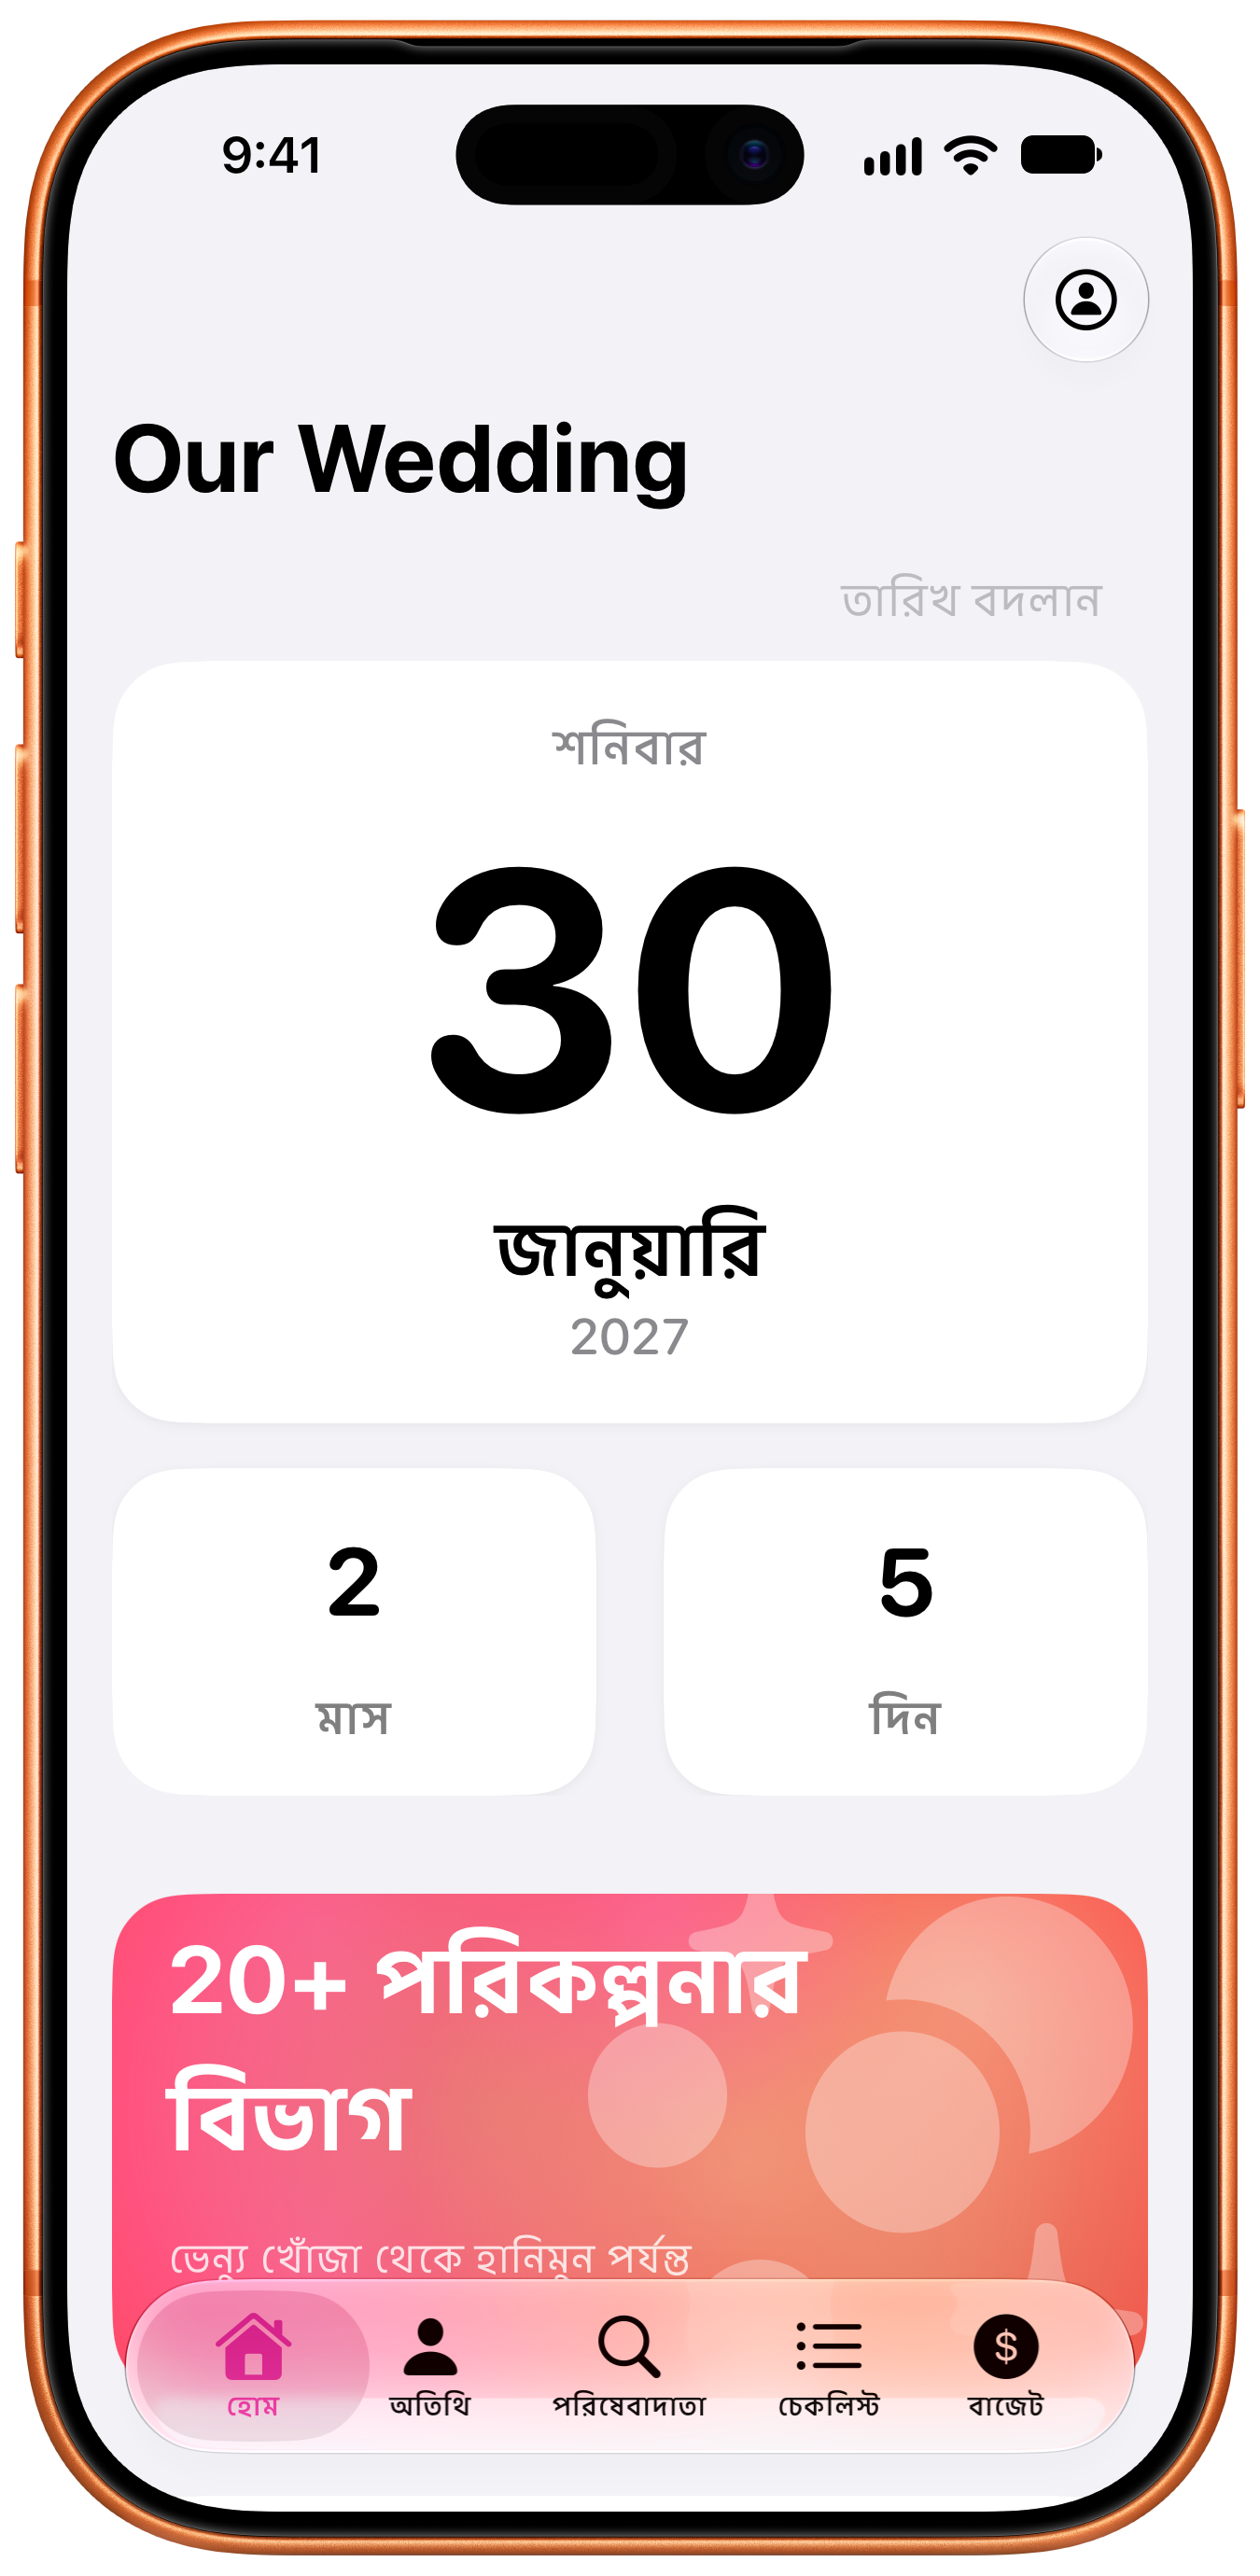 9:41
Our Wedding
তারিখ বদলান
শনিবার
30
জানুয়ারি
2027
2
মাস
5
দিন
20+ পরিকল্পনার
বিভাগ
ভেন্যু খোঁজা থেকে হানিমুন পর্যন্ত
হোম
অতিথি
পরিষেবাদাতা
চেকলিস্ট
$
বাজেট